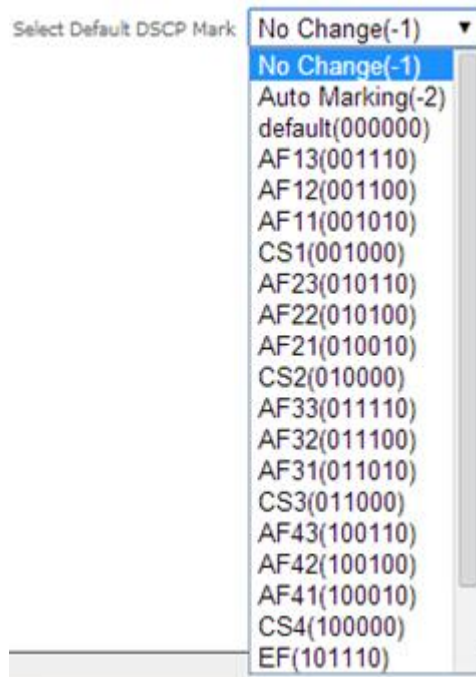 Select Default DSCP Mark No Change(-1)
No Change(-1)
Auto Marking(-2)
default(000000)
AF13(001110)
AF12(001100)
AF11(001010)
CS1(001000)
AF23(010110)
AF22(010100)
AF21(010010)
CS2(010000)
AF33(011110)
AF32(011100)
AF31(011010)
CS3(011000)
AF43(100110)
AF42(100100)
AF41(100010)
CS4(100000)
EF(101110)